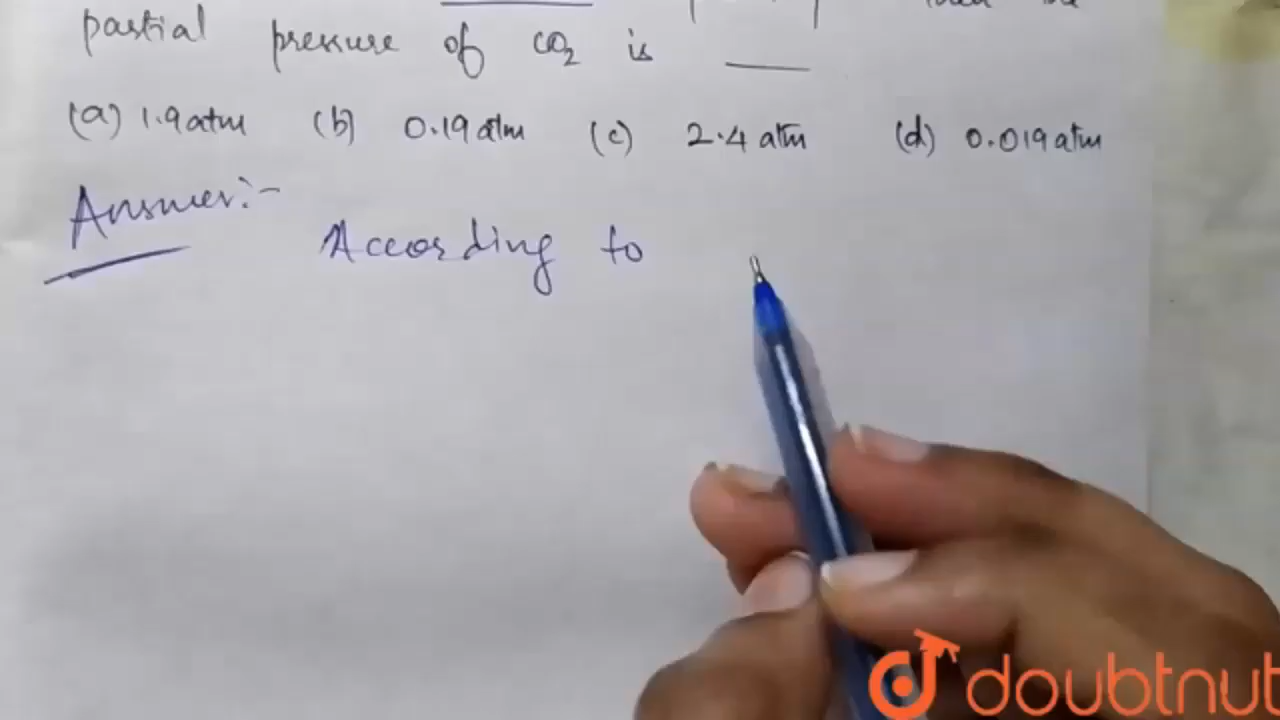 partial pressure of CO2 is ___
(a) 1.9 atm (b) 0.19 atm (c) 2.4 atm (d) 0.019 atm
Answer:-
According to
doubtnut